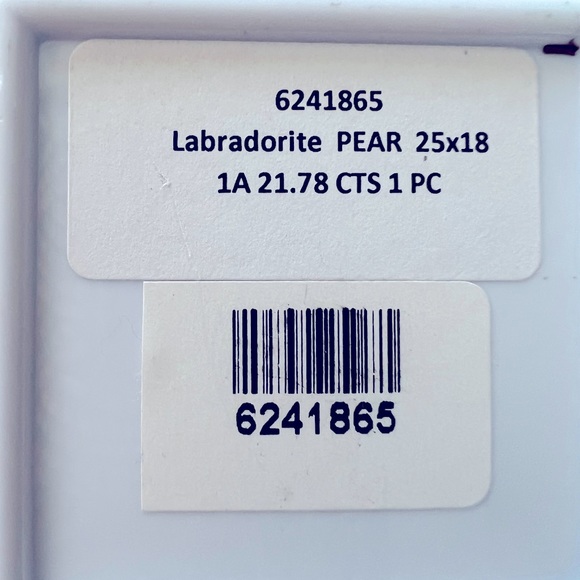 6241865
Labradorite PEAR 25x18
1A 21.78 CTS 1 PC
6241865